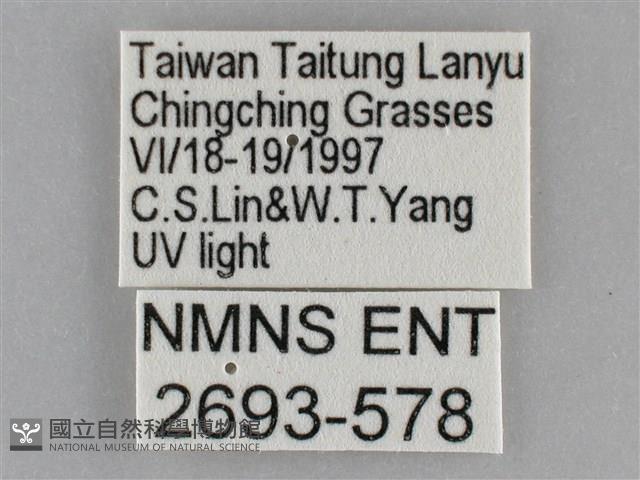 Taiwan Taitung Lanyu
Chingching Grasses
VI/18-19/1997
C.S.Lin&W.T.Yang
UV light
NMNS ENT
2693-578
國立自然科學博物館
NATIONAL MUSEUM OF NATURAL SCIENCE